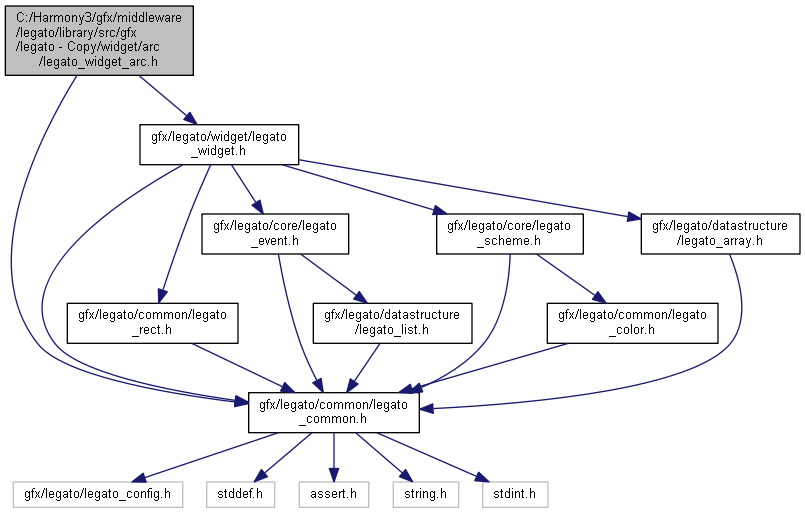 C:/Harmony3/gfx/middleware
/legato/library/src/gfx
/legato - Copy/widget/arc
/legato_widget_arc.h
gfx/legato/widget/legato
_widget.h
gfx/legato/core/legato
_event.h
gfx/legato/core/legato
_scheme.h
gfx/legato/datastructure
/legato_array.h
gfx/legato/common/legato
_rect.h
gfx/legato/datastructure
/legato_list.h
gfx/legato/common/legato
_color.h
gfx/legato/common/legato
_common.h
gfx/legato/legato_config.h
stddef.h
assert.h
string.h
stdint.h